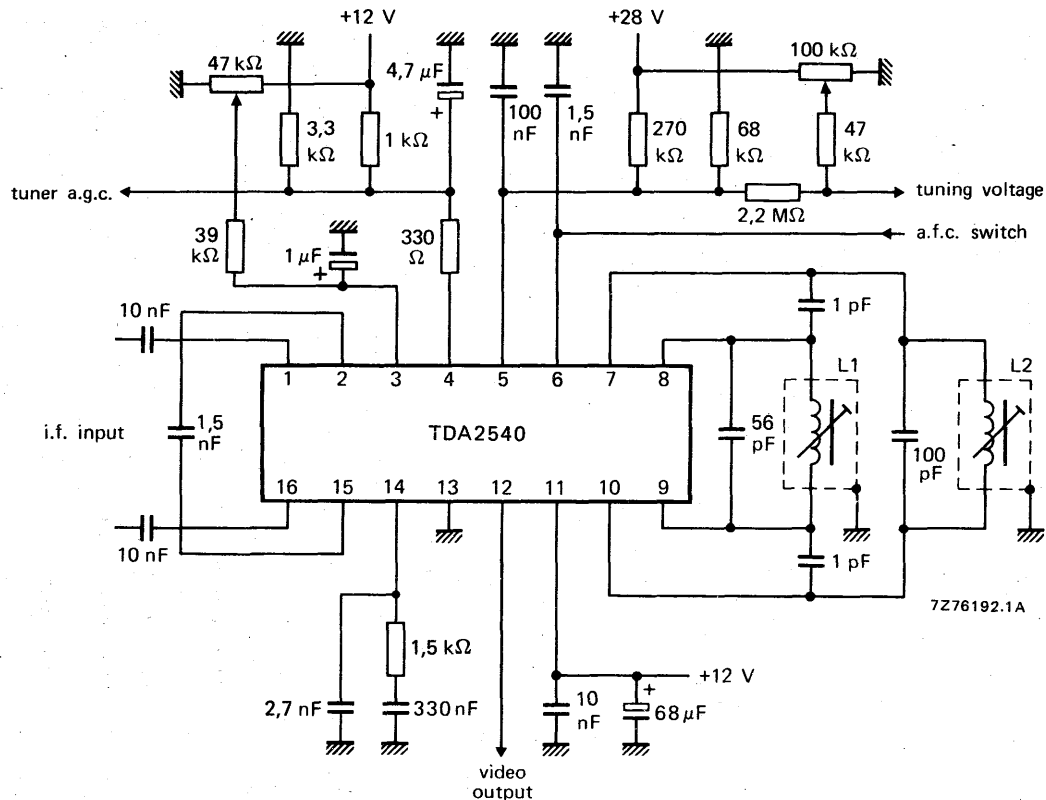 +12 V
+28 V
47 kΩ
4,7 µF
+
100 nF
1,5 nF
100 kΩ
3,3 kΩ
1 kΩ
270 kΩ
68 kΩ
47 kΩ
tuner a.g.c.
tuning voltage
2,2 MΩ
39 kΩ
1 µF
+
330 Ω
a.f.c. switch
10 nF
1 pF
1 2 3 4 5 6 7 8
L1
L2
i.f. input
1,5 nF
TDA2540
56 pF
100 pF
16 15 14 13 12 11 10 9
10 nF
1 pF
7Z76192.1A
1,5 kΩ
+12 V
2,7 nF
330 nF
10 nF
+
68 µF
video output